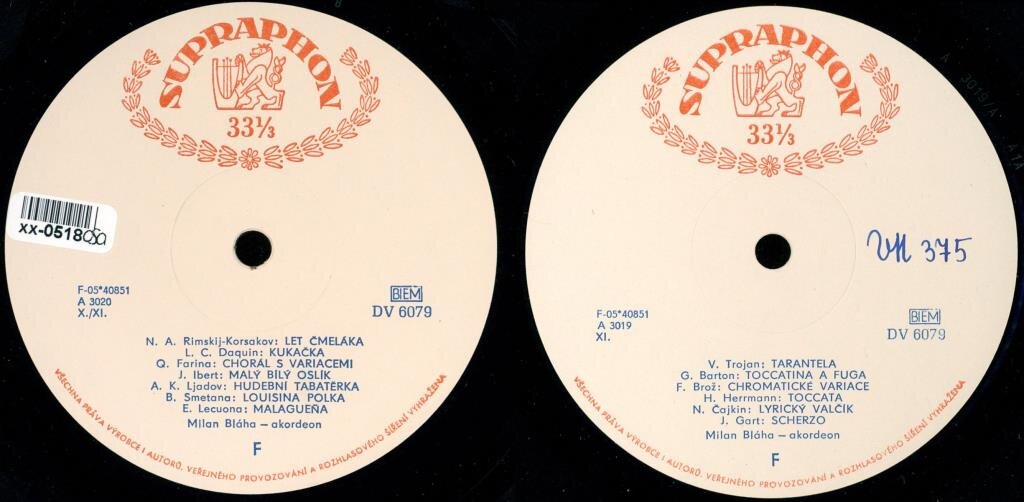 SUPRAPHON
33⅓
xx-0518
F-05*40851
A 3020
X./XI.
BIEM
DV 6079
N. A. Rimskij-Korsakov: LET ČMELÁKA
L. C. Daquin: KUKAČKA
Q. Farina: CHORÁL S VARIACEMI
J. Ibert: MALÝ BÍLÝ OSLÍK
A. K. Ljadov: HUDEBNÍ TABATĚRKA
B. Smetana: LOUISINA POLKA
E. Lecuona: MALAGUEŇA
Milan Bláha – akordeon
F
VŠECHNA PRÁVA VÝROBCE I AUTORŮ. VEŘEJNÉHO PROVOZOVÁNÍ A ROZHLASOVÉHO ŠÍŘENÍ VYHRAŽENA
SUPRAPHON
33⅓
375
F-05*40851
A 3019
XI.
BIEM
DV 6079
V. Trojan: TARANTELA
G. Barton: TOCCATINA A FUGA
F. Brož: CHROMATICKÉ VARIACE
H. Herrmann: TOCCATA
N. Čajkin: LYRICKÝ VALČÍK
J. Gart: SCHERZO
Milan Bláha – akordeon
F
VŠECHNA PRÁVA VÝROBCE I AUTORŮ. VEŘEJNÉHO PROVOZOVÁNÍ A ROZHLASOVÉHO ŠÍŘENÍ VYHRAŽENA